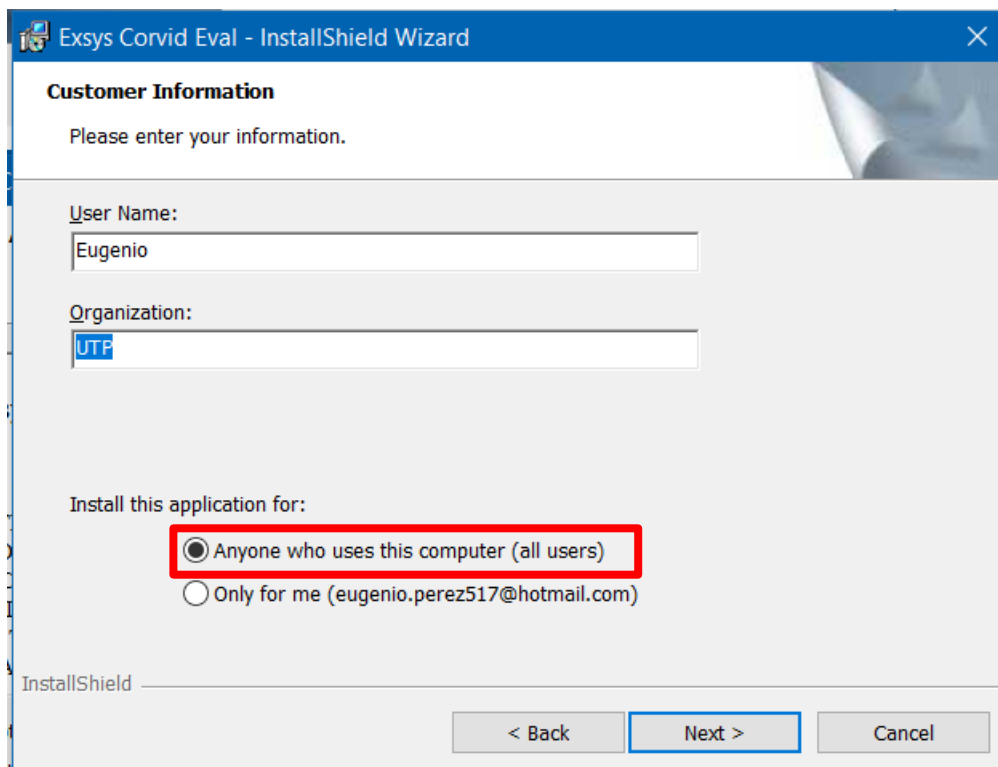 Exsys Corvid Eval - InstallShield Wizard
Customer Information
Please enter your information.
User Name:
Eugenio
Organization:
UTP
Install this application for:
Anyone who uses this computer (all users)
Only for me (eugenio.perez517@hotmail.com)
InstallShield
< Back Next > Cancel